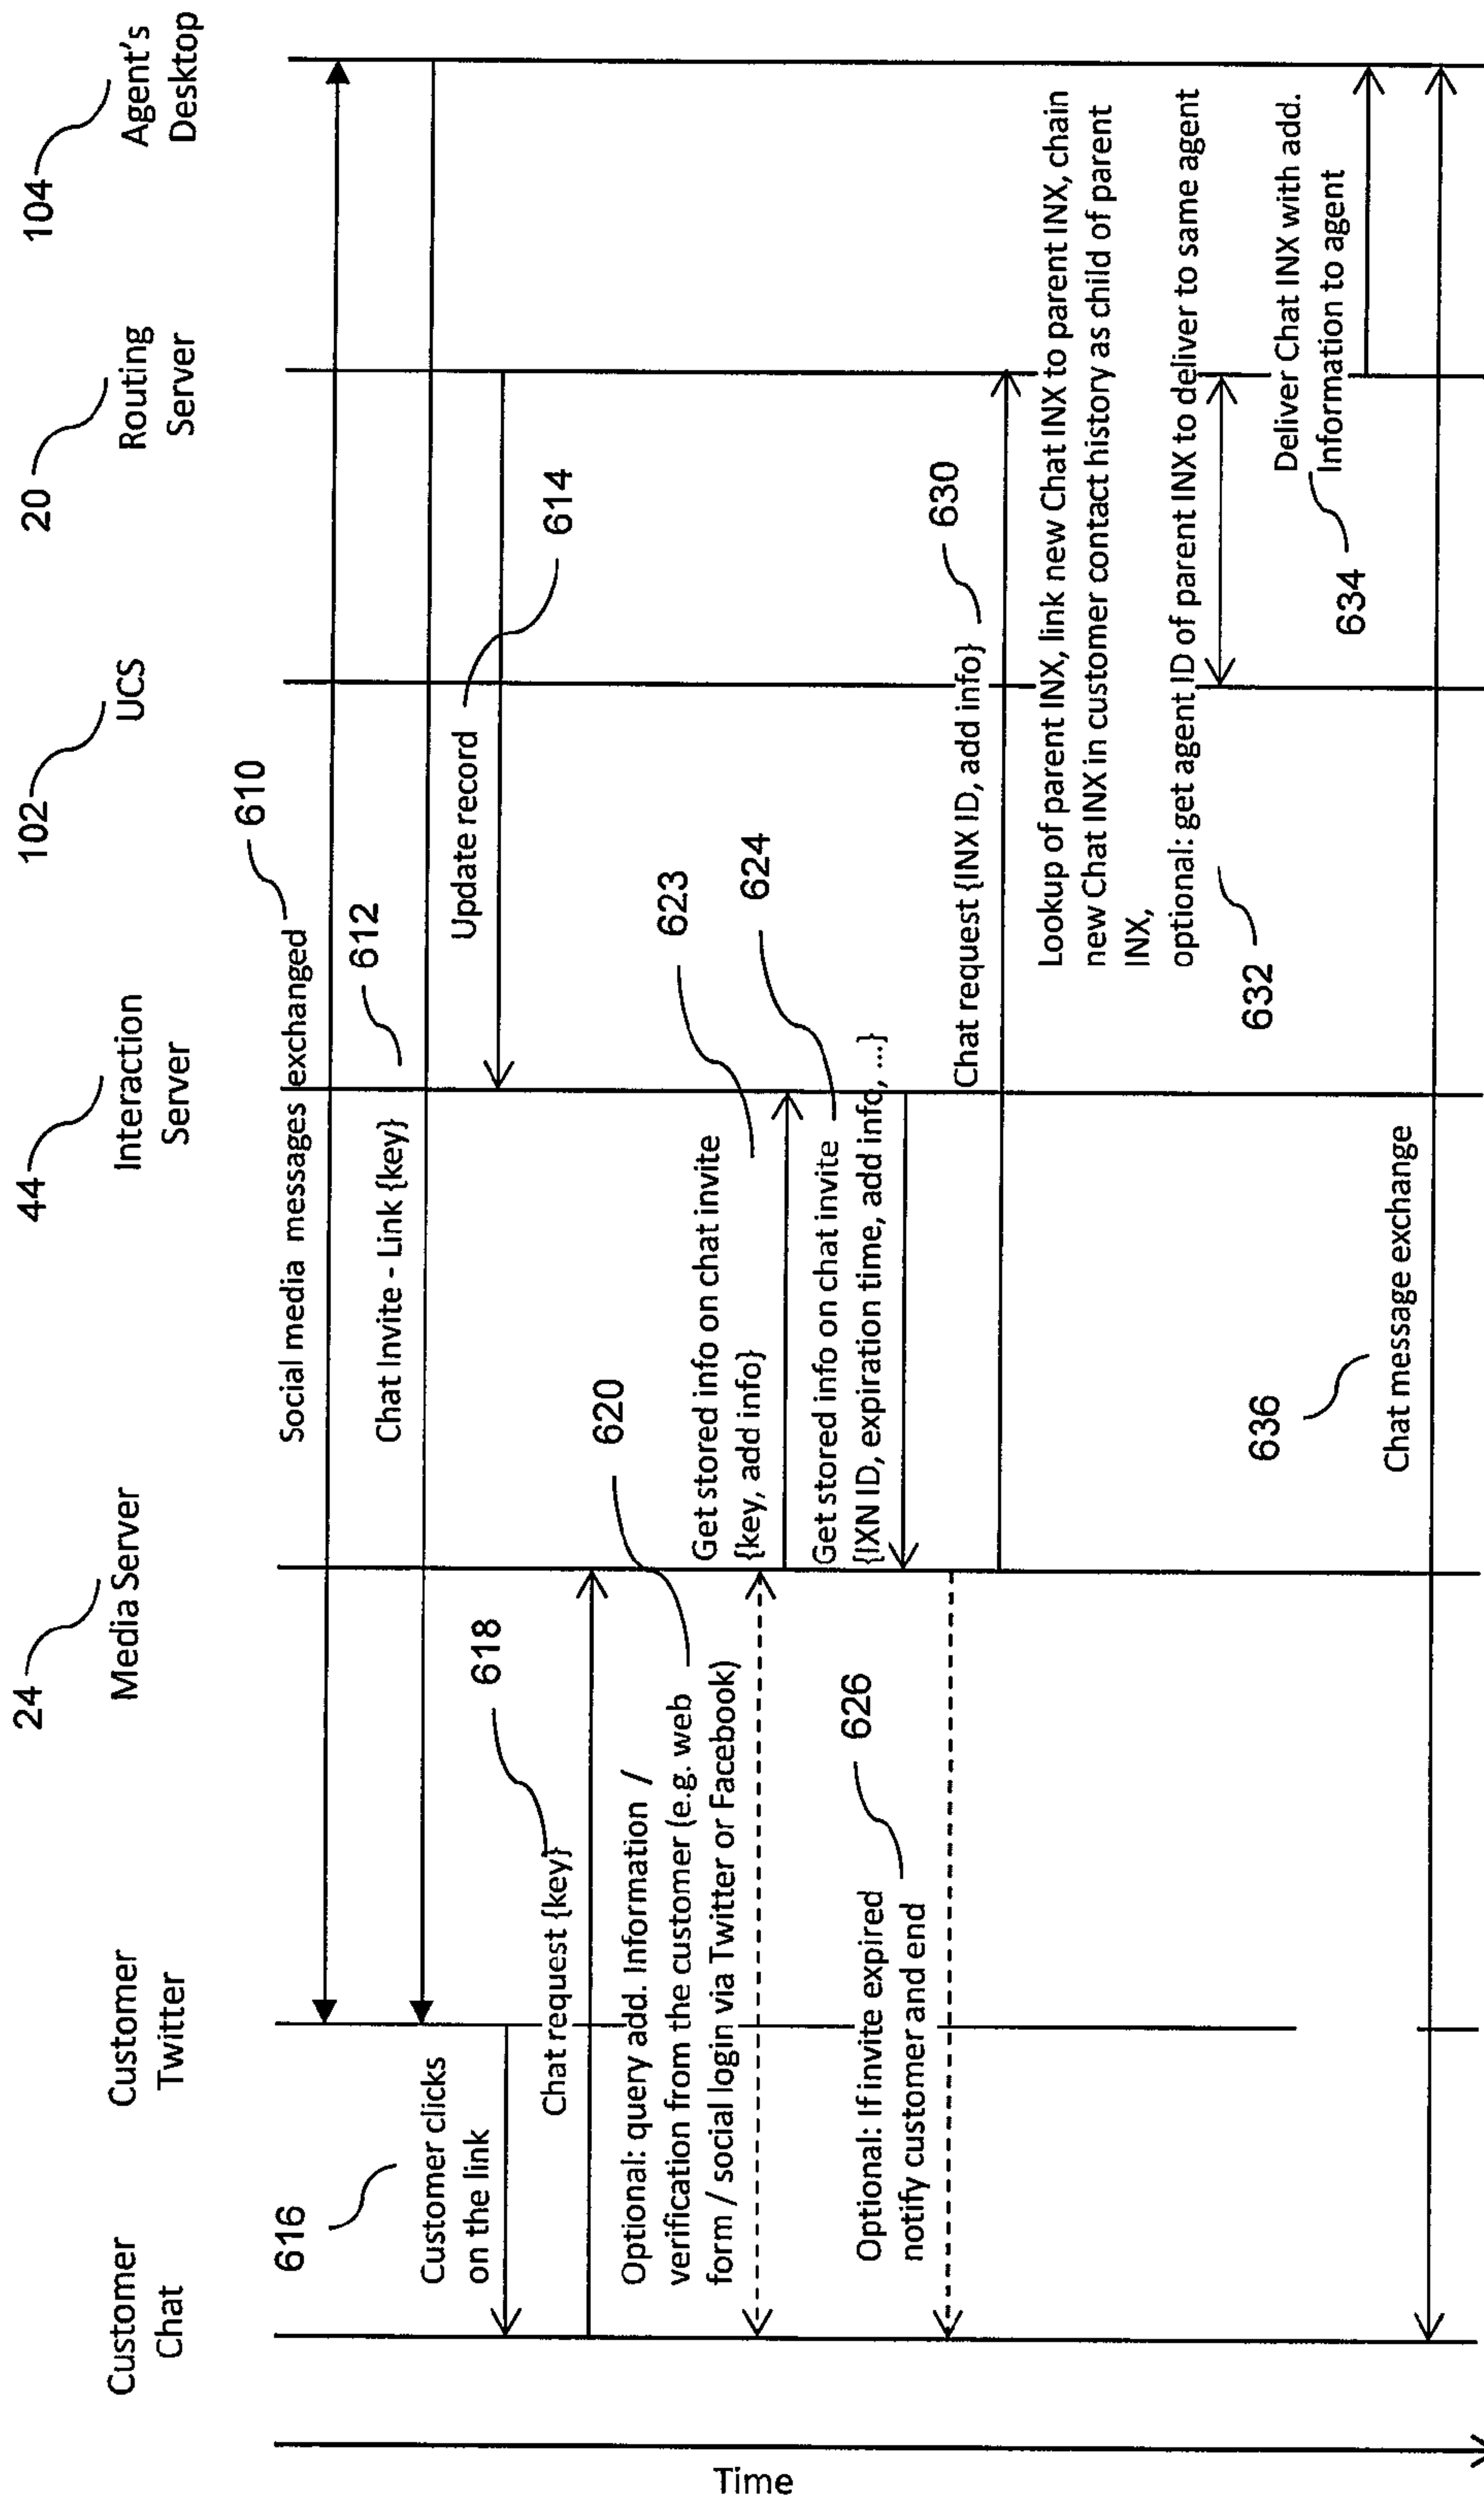 Customer
Chat
Customer
Twitter
24
Media Server
44
Interaction
Server
102
UCS
20
Routing
Server
104
Agent's
Desktop
Time
610
Social media messages exchanged
612
Chat Invite - Link {key}
616
Customer clicks
on the link
Update record
614
618
Chat request {key}
620
Optional: query add. Information /
verification from the customer (e.g. web
form / social login via Twitter or Facebook)
623
Get stored info on chat invite
{key, add info}
624
Get stored info on chat invite
{IXN ID, expiration time, add info, ...}
626
Optional: If invite expired
notify customer and end
630
Chat request {INX ID, add info}
Lookup of parent INX, link new Chat INX to parent INX, chain
new Chat INX in customer contact history as child of parent
INX,
optional: get agent ID of parent INX to deliver to same agent
632
Deliver Chat INX with add.
Information to agent
634
636
Chat message exchange